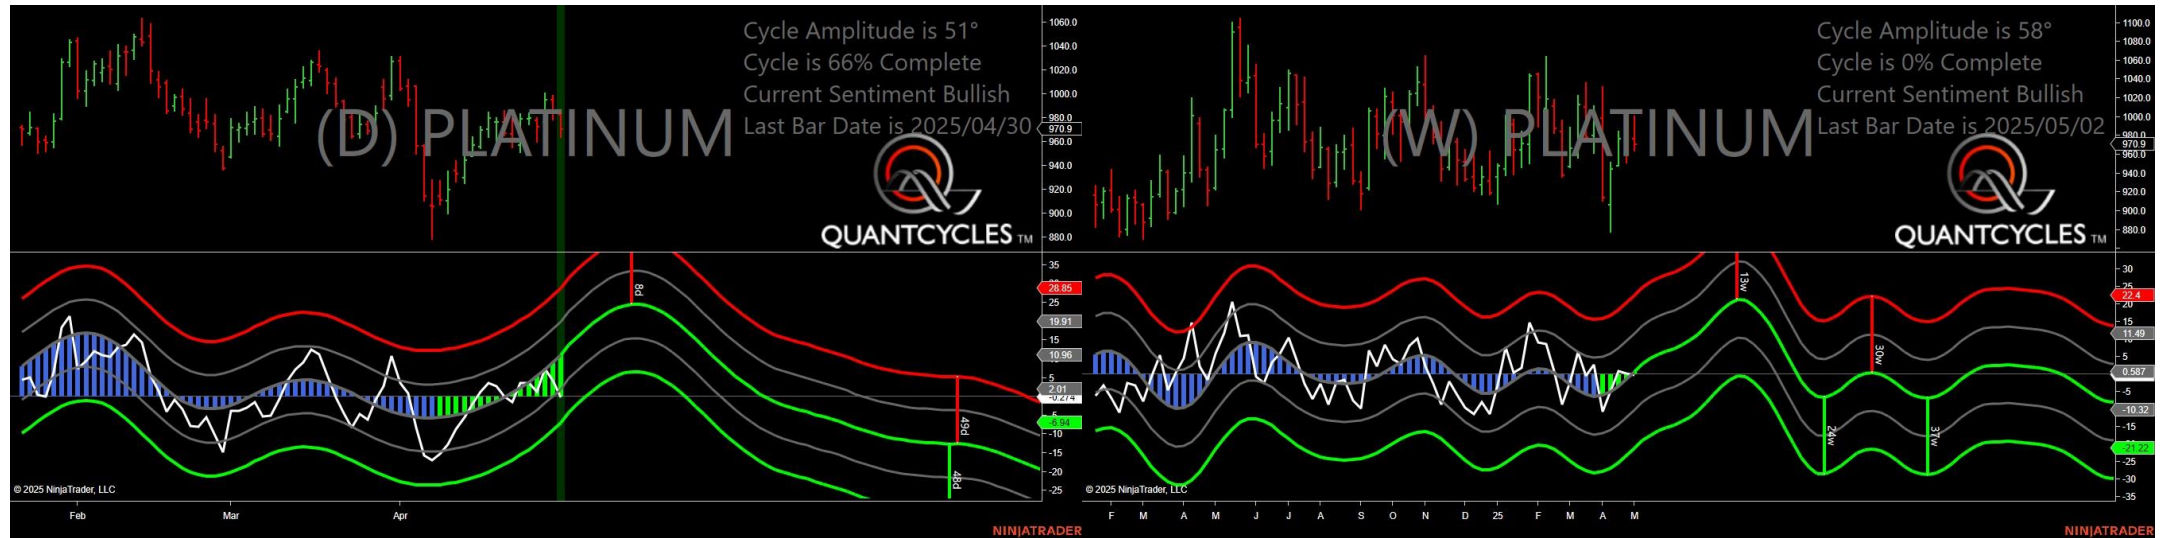 Cycle Amplitude is 51°
Cycle is 66% Complete
Current Sentiment Bullish
Last Bar Date is 2025/04/30
(D) PLATINUM
QUANTCYCLES TM
1060.0
1040.0
1020.0
1000.0
980.0
970.9
960.0
940.0
920.0
900.0
880.0
35
28.85
25
19.91
15
10.96
5
2.01
-0.274
-5
-6.94
-10
-15
-20
-25
8d
49d
48d
© 2025 NinjaTrader, LLC
Feb Mar Apr
NINJATRADER
Cycle Amplitude is 58°
Cycle is 0% Complete
Current Sentiment Bullish
Last Bar Date is 2025/05/02
(W) PLATINUM
QUANTCYCLES TM
1100.0
1080.0
1060.0
1040.0
1020.0
1000.0
980.0
970.9
960.0
940.0
920.0
900.0
880.0
30
22.4
20
15
11.49
5
0.587
-5
-10.32
-15
-21.22
-25
-30
-35
13w
30w
24w
37w
© 2025 NinjaTrader, LLC
F M A M J J A S O N D 25 F M A M
NINJATRADER